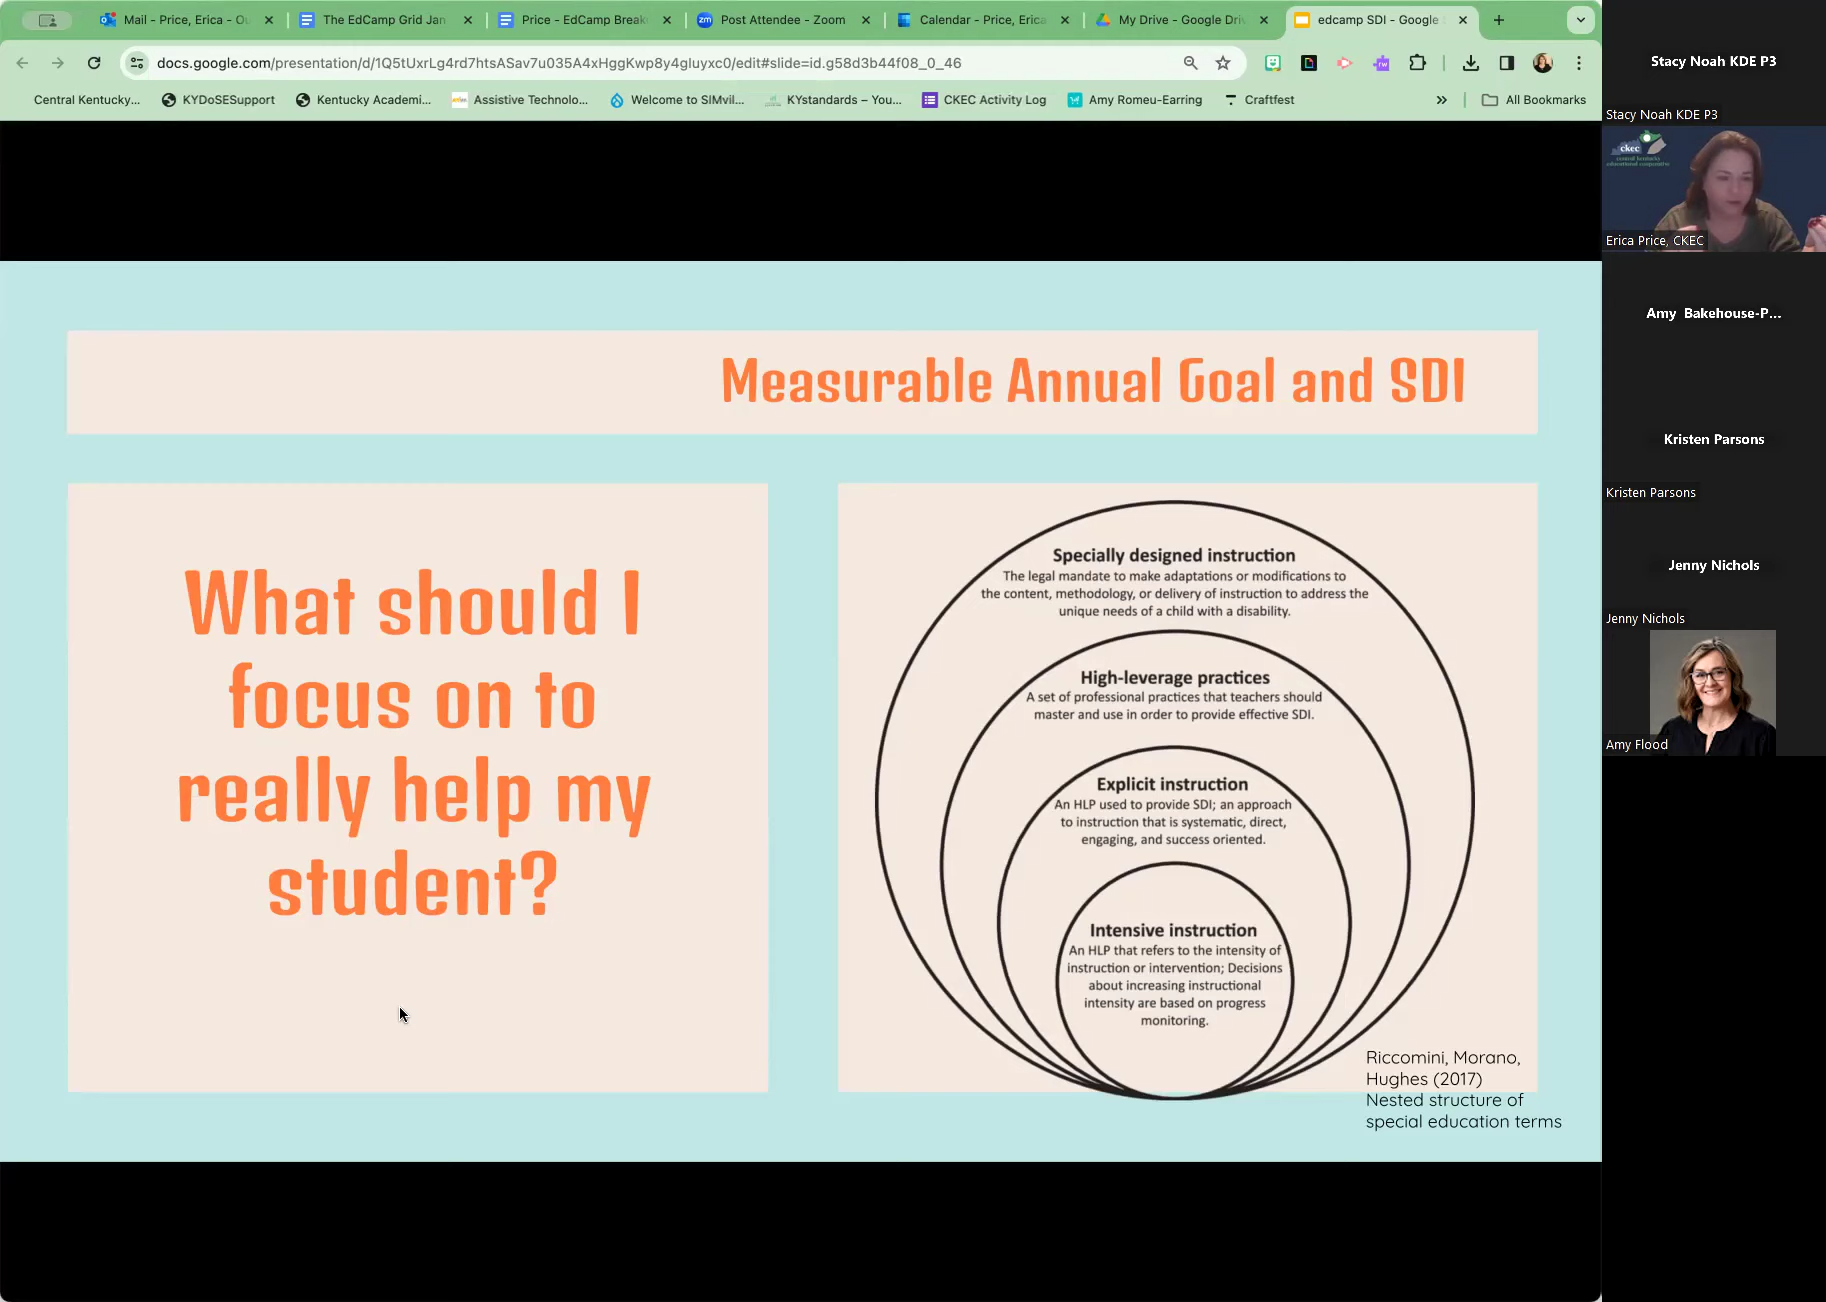 Mail - Price, Erica - Ou
The EdCamp Grid Jan
Price - EdCamp Break
zm Post Attendee - Zoom
Calendar - Price, Erica
My Drive - Google Driv
edcamp SDI - Google
docs.google.com/presentation/d/1Q5tUxrLg4rd7htsASav7u035A4xHggKwp8y4gluyxc0/edit#slide=id.g58d3b44f08_0_46
Central Kentucky...
KYDoSESupport
Kentucky Academi...
Assistive Technolo...
Welcome to SIMvil...
KYstandards – You...
CKEC Activity Log
Amy Romeu-Earring
Craftfest
All Bookmarks
Measurable Annual Goal and SDI
What should I
focus on to
really help my
student?
Specially designed instruction
The legal mandate to make adaptations or modifications to
the content, methodology, or delivery of instruction to address the
unique needs of a child with a disability.
High-leverage practices
A set of professional practices that teachers should
master and use in order to provide effective SDI.
Explicit instruction
An HLP used to provide SDI; an approach
to instruction that is systematic, direct,
engaging, and success oriented.
Intensive instruction
An HLP that refers to the intensity of
instruction or intervention; Decisions
about increasing instructional
intensity are based on progress
monitoring.
Riccomini, Morano,
Hughes (2017)
Nested structure of
special education terms
Stacy Noah KDE P3
Stacy Noah KDE P3
ckec
central kentucky
educational cooperative
Erica Price, CKEC
Amy Bakehouse-P...
Kristen Parsons
Kristen Parsons
Jenny Nichols
Jenny Nichols
Amy Flood